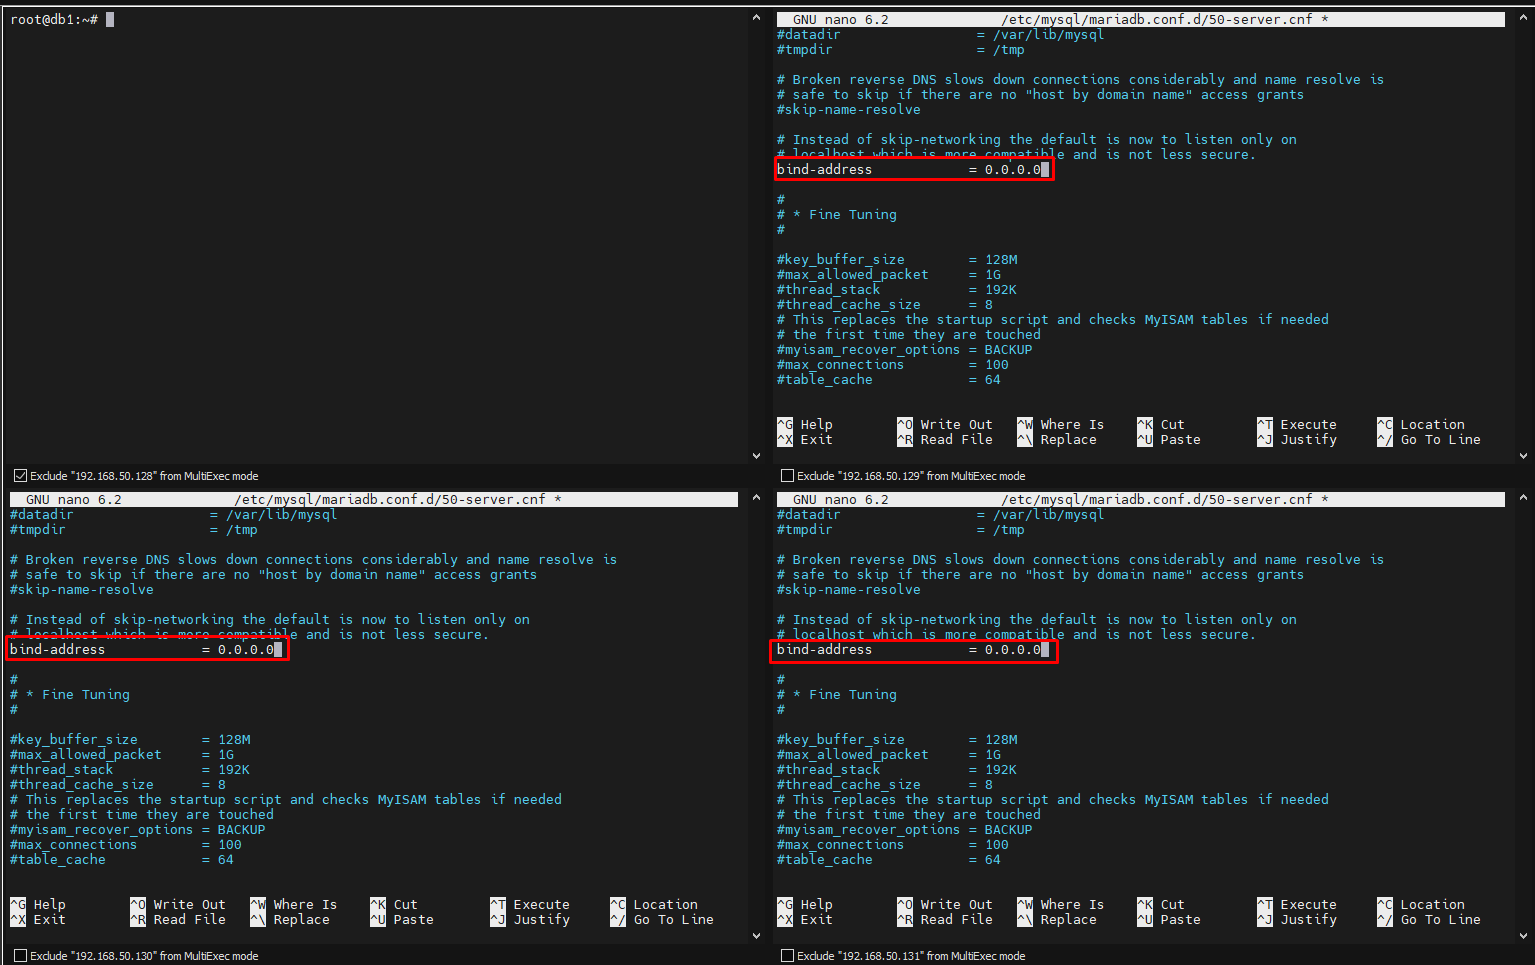 root@db1:~#
Exclude "192.168.50.128" from MultiExec mode
GNU nano 6.2 /etc/mysql/mariadb.conf.d/50-server.cnf *
#datadir = /var/lib/mysql
#tmpdir = /tmp
# Broken reverse DNS slows down connections considerably and name resolve is
# safe to skip if there are no "host by domain name" access grants
#skip-name-resolve
# Instead of skip-networking the default is now to listen only on
# localhost which is more compatible and is not less secure.
bind-address = 0.0.0.0
#
# * Fine Tuning
#
#key_buffer_size = 128M
#max_allowed_packet = 1G
#thread_stack = 192K
#thread_cache_size = 8
# This replaces the startup script and checks MyISAM tables if needed
# the first time they are touched
#myisam_recover_options = BACKUP
#max_connections = 100
#table_cache = 64
^G Help ^O Write Out ^W Where Is ^K Cut ^T Execute ^C Location
^X Exit ^R Read File ^\ Replace ^U Paste ^J Justify ^/ Go To Line
Exclude "192.168.50.129" from MultiExec mode
GNU nano 6.2 /etc/mysql/mariadb.conf.d/50-server.cnf *
#datadir = /var/lib/mysql
#tmpdir = /tmp
# Broken reverse DNS slows down connections considerably and name resolve is
# safe to skip if there are no "host by domain name" access grants
#skip-name-resolve
# Instead of skip-networking the default is now to listen only on
# localhost which is more compatible and is not less secure.
bind-address = 0.0.0.0
#
# * Fine Tuning
#
#key_buffer_size = 128M
#max_allowed_packet = 1G
#thread_stack = 192K
#thread_cache_size = 8
# This replaces the startup script and checks MyISAM tables if needed
# the first time they are touched
#myisam_recover_options = BACKUP
#max_connections = 100
#table_cache = 64
^G Help ^O Write Out ^W Where Is ^K Cut ^T Execute ^C Location
^X Exit ^R Read File ^\ Replace ^U Paste ^J Justify ^/ Go To Line
Exclude "192.168.50.130" from MultiExec mode
GNU nano 6.2 /etc/mysql/mariadb.conf.d/50-server.cnf *
#datadir = /var/lib/mysql
#tmpdir = /tmp
# Broken reverse DNS slows down connections considerably and name resolve is
# safe to skip if there are no "host by domain name" access grants
#skip-name-resolve
# Instead of skip-networking the default is now to listen only on
# localhost which is more compatible and is not less secure.
bind-address = 0.0.0.0
#
# * Fine Tuning
#
#key_buffer_size = 128M
#max_allowed_packet = 1G
#thread_stack = 192K
#thread_cache_size = 8
# This replaces the startup script and checks MyISAM tables if needed
# the first time they are touched
#myisam_recover_options = BACKUP
#max_connections = 100
#table_cache = 64
^G Help ^O Write Out ^W Where Is ^K Cut ^T Execute ^C Location
^X Exit ^R Read File ^\ Replace ^U Paste ^J Justify ^/ Go To Line
Exclude "192.168.50.131" from MultiExec mode